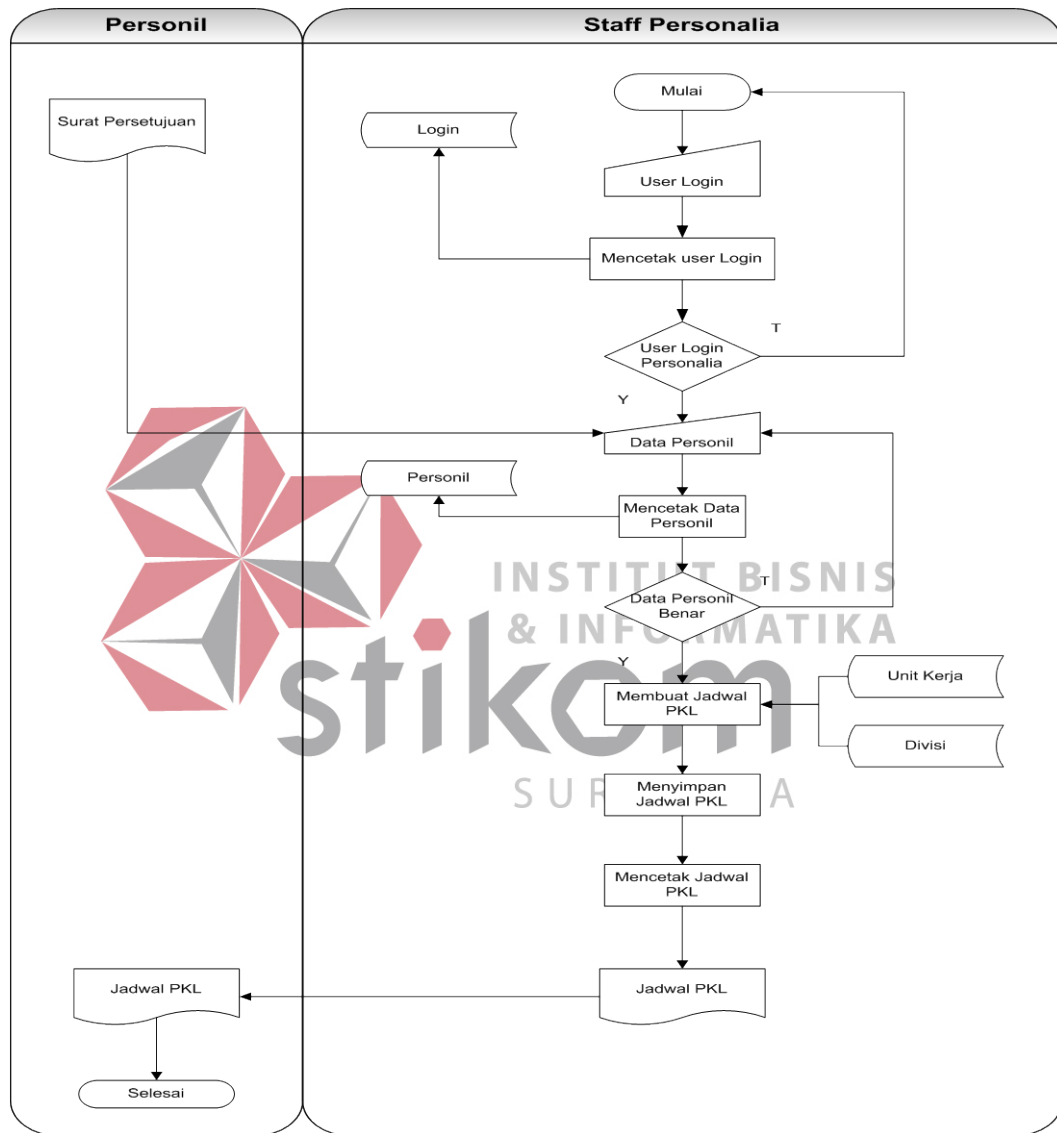 Personil
Staff Personalia
Mulai
Surat Persetujuan
Login
User Login
Mencetak user Login
T
User Login
Personalia
Y
Data Personil
Personil
Mencetak Data
Personil
INSTITUT BISNIS
T
Data Personil
Benar
& INFORMATIKA
Y
stikom
Unit Kerja
Membuat Jadwal
PKL
Divisi
Menyimpan
Jadwal PKL
Mencetak Jadwal
PKL
Jadwal PKL
Jadwal PKL
Selesai